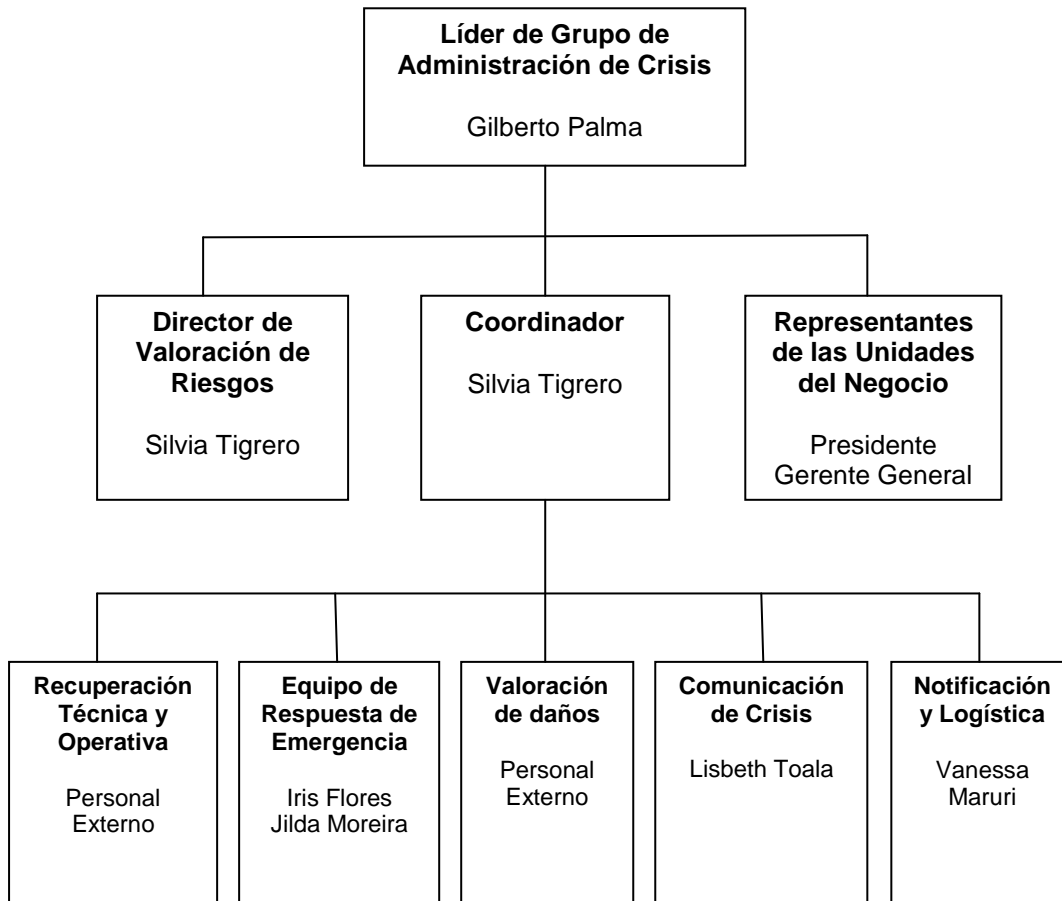 Líder de Grupo de
Administración de Crisis
Gilberto Palma
Director de
Valoración de
Riesgos
Silvia Tigrero
Coordinador
Silvia Tigrero
Representantes
de las Unidades
del Negocio
Presidente
Gerente General
Recuperación
Técnica y
Operativa
Personal
Externo
Equipo de
Respuesta de
Emergencia
Iris Flores
Jilda Moreira
Valoración
de daños
Personal
Externo
Comunicación
de Crisis
Lisbeth Toala
Notificación
y Logística
Vanessa
Maruri